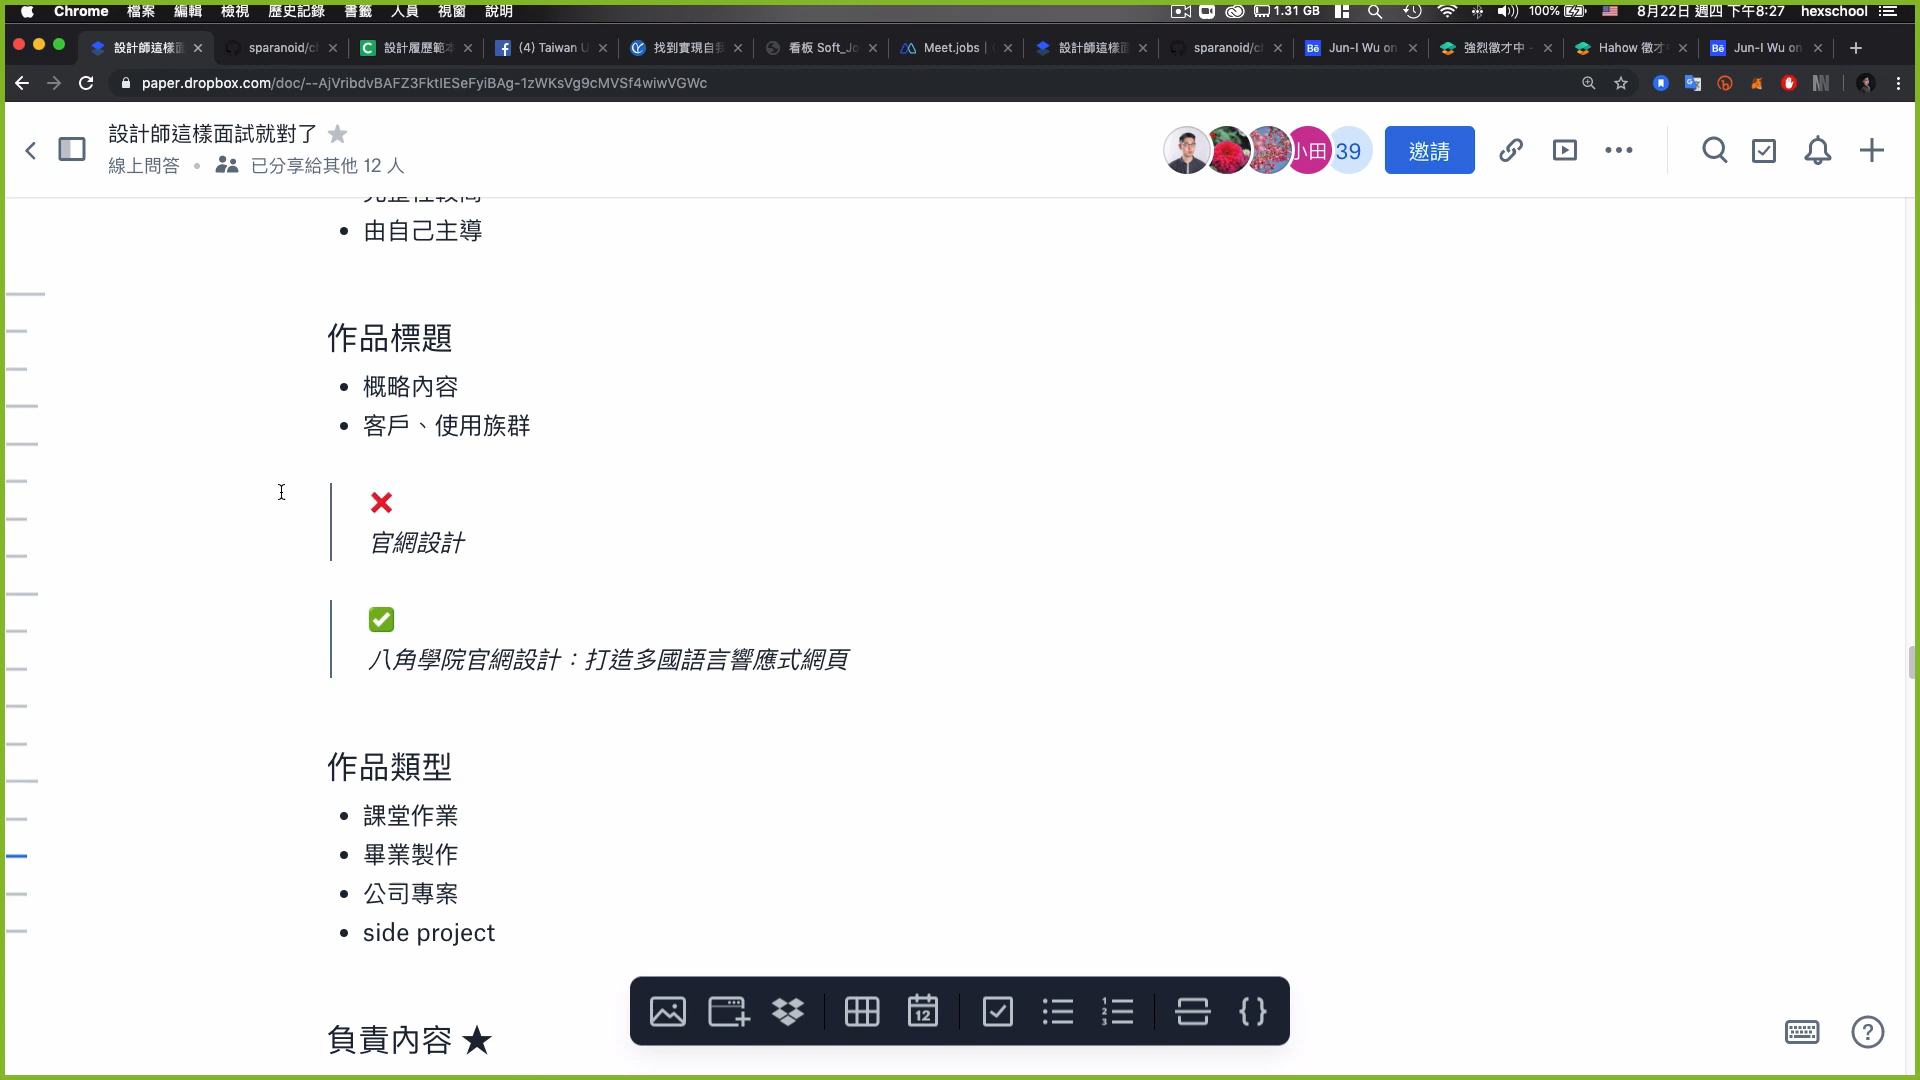 Chrome 檔案 編輯 檢視 歷史記錄 書籤 人員 視窗 說明 1.31 GB 100% 8月22日 週四 下午8:27 hexschool
設計師這樣面 sparanoid/ch 設計履歷範本 (4) Taiwan U 找到實現自我 看板 Soft_Jo Meet.jobs | 設計師這樣面 sparanoid/ch Jun-I Wu on 強烈徵才中 - Hahow 徵才 Jun-I Wu on
paper.dropbox.com/doc/--AjVribdvBAFZ3FktIESeFyiBAg-1zWKsVg9cMVSf4wiwVGWc
設計師這樣面試就對了
線上問答 • 已分享給其他 12 人
小田 39 邀請
• 由自己主導
作品標題
• 概略內容
• 客戶、使用族群
❌
官網設計
✅
八角學院官網設計：打造多國語言響應式網頁
作品類型
• 課堂作業
• 畢業製作
• 公司專案
• side project
負責內容 ★
12